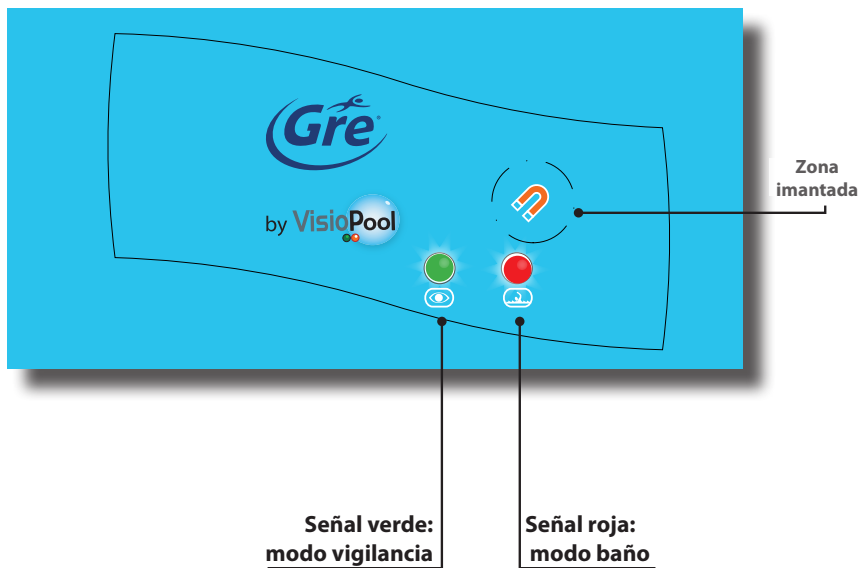 Gre
by VisioPool
Zona
imantada
Señal verde:
modo vigilancia
Señal roja:
modo baño